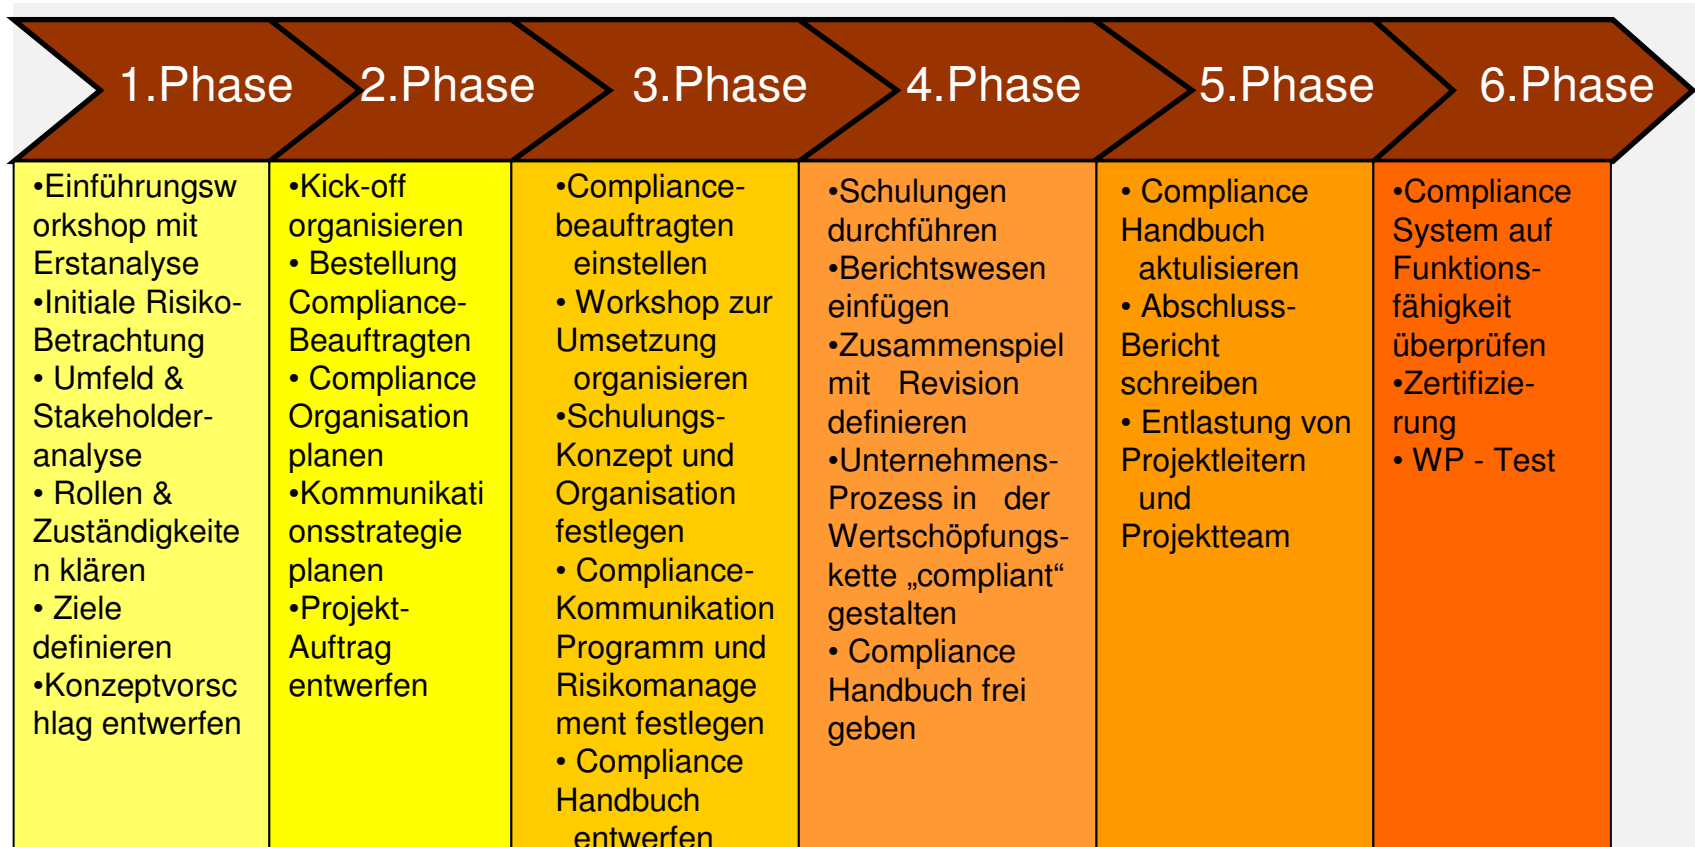 1.Phase
2.Phase
3.Phase
4.Phase
5.Phase
6.Phase
•Einführungsw
orkshop mit
Erstanalyse
•Initiale Risiko-
Betrachtung
• Umfeld &
Stakeholder-
analyse
• Rollen &
Zuständigkeite
n klären
• Ziele
definieren
•Konzeptvorsc
hlag entwerfen
•Kick-off
organisieren
• Bestellung
Compliance-
Beauftragten
• Compliance
Organisation
planen
•Kommunikati
onsstrategie
planen
•Projekt-
Auftrag
entwerfen
•Compliance-
beauftragten
einstellen
• Workshop zur
Umsetzung
organisieren
•Schulungs-
Konzept und
Organisation
festlegen
• Compliance-
Kommunikation
Programm und
Risikomanage
ment festlegen
• Compliance
Handbuch
entwerfen
•Schulungen
durchführen
•Berichtswesen
einfügen
•Zusammenspiel
mit Revision
definieren
•Unternehmens-
Prozess in der
Wertschöpfungs-
kette „compliant“
gestalten
• Compliance
Handbuch frei
geben
• Compliance
Handbuch
aktulisieren
• Abschluss-
Bericht
schreiben
• Entlastung von
Projektleitern
und
Projektteam
•Compliance
System auf
Funktions-
fähigkeit
überprüfen
•Zertifizie-
rung
• WP - Test